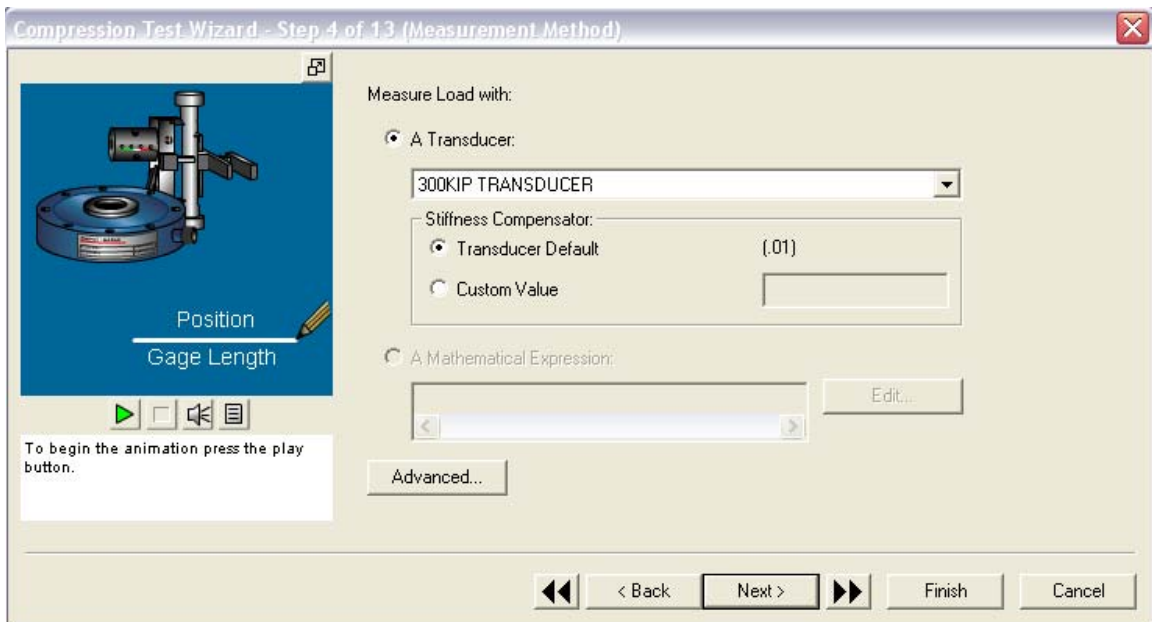 Compression Test Wizard - Step 4 of 13 (Measurement Method)
Position
Gage Length
To begin the animation press the play
button.
Measure Load with:
A Transducer:
300KIP TRANSDUCER
Stiffness Compensator:
Transducer Default
(.01)
Custom Value
A Mathematical Expression:
Edit...
Advanced...
< Back
Next >
Finish
Cancel